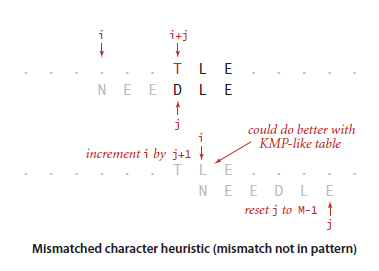 i i+j
. . . . . . T L E . . . . .
N E E D L E
j
i
could do better with
KMP-like table
increment i by j+1
. . . . . . T L E . . . . .
N E E D L E
reset j to M-1
j
Mismatched character heuristic (mismatch not in pattern)